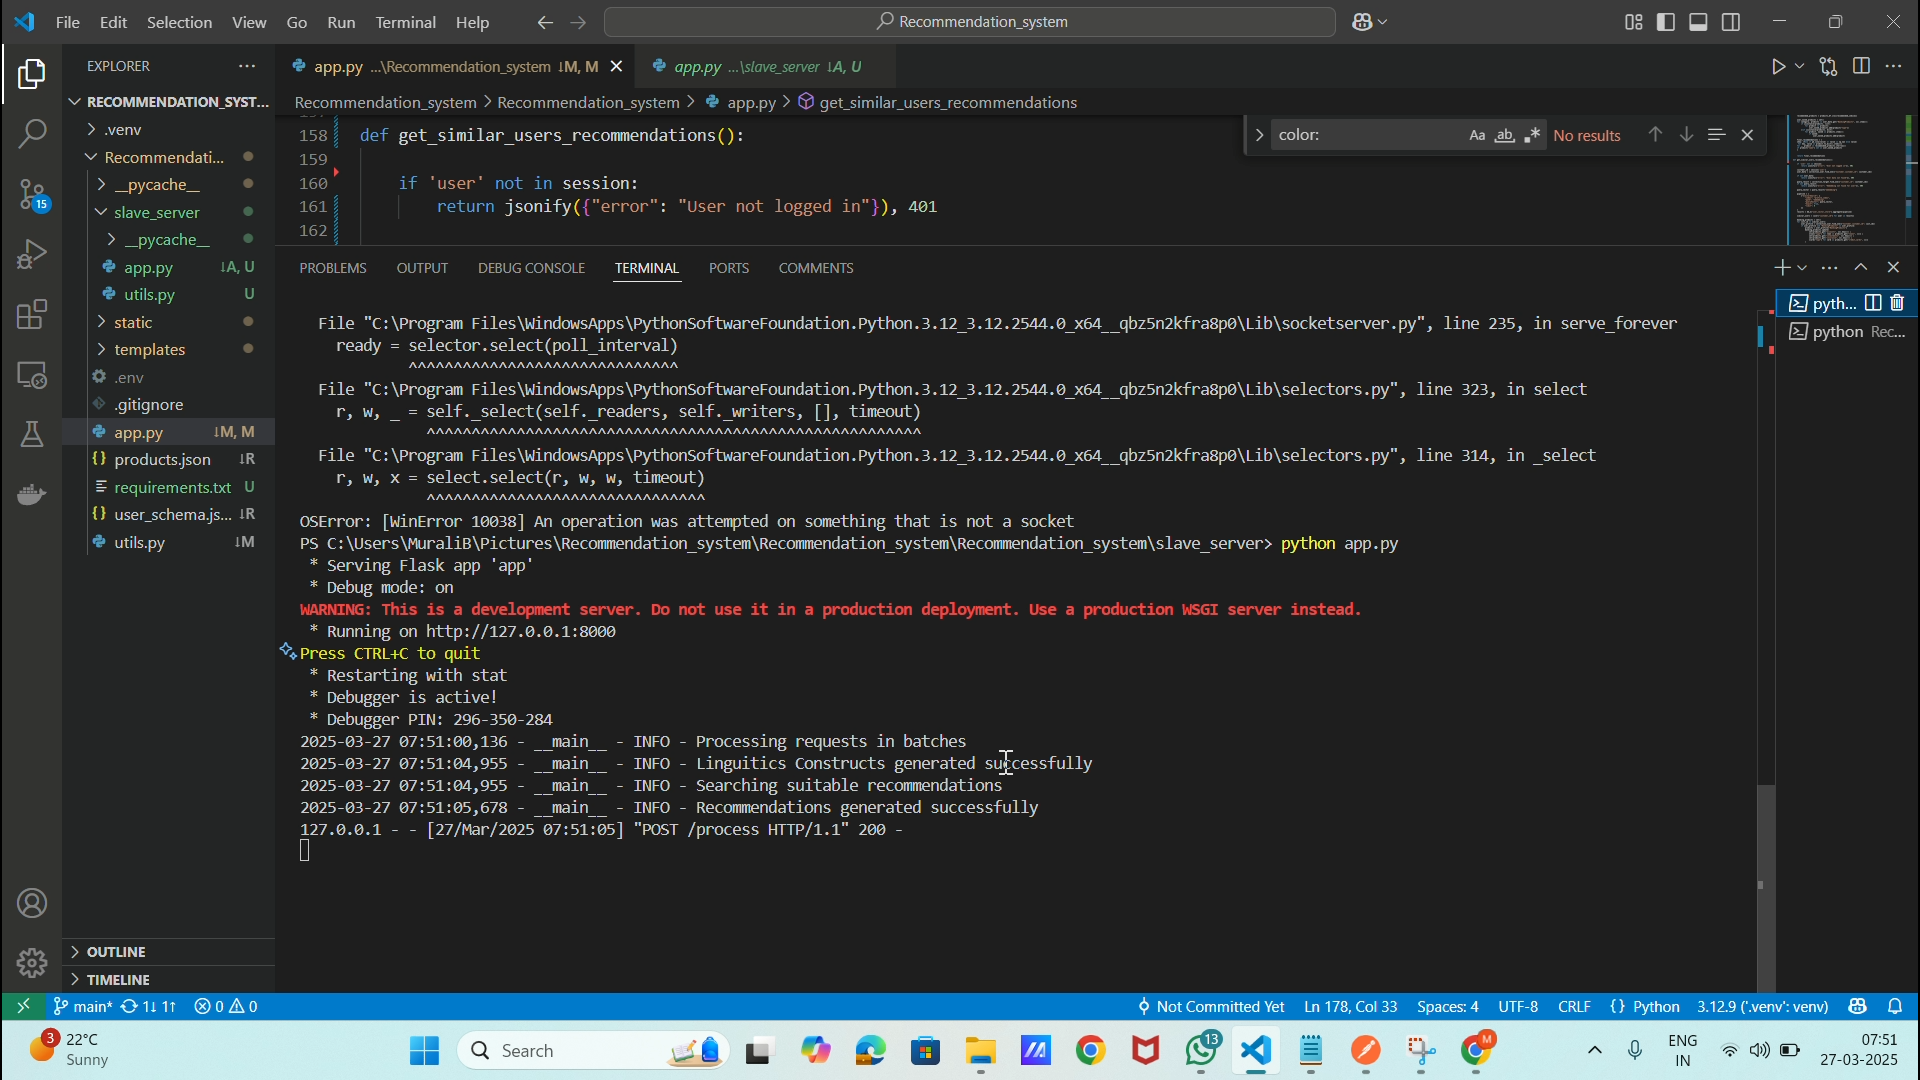 File Edit Selection View Go Run Terminal Help
Recommendation_system
EXPLORER
app.py ...\Recommendation_system ↓M, M
app.py ...\slave_server ↓A, U
RECOMMENDATION_SYST...
Recommendation_system > Recommendation_system > app.py > get_similar_users_recommendations
.venv
Recommendati...
__pycache__
slave_server
__pycache__
app.py ↓A, U
utils.py U
static
templates
.env
.gitignore
app.py ↓M, M
products.json ↓R
requirements.txt U
user_schema.js... ↓R
utils.py ↓M
OUTLINE
TIMELINE
158 def get_similar_users_recommendations():
159
160 if 'user' not in session:
161 return jsonify({"error": "User not logged in"}), 401
162
color: Aa ab .* No results
PROBLEMS OUTPUT DEBUG CONSOLE TERMINAL PORTS COMMENTS
pyth...
python Rec...
File "C:\Program Files\WindowsApps\PythonSoftwareFoundation.Python.3.12_3.12.2544.0_x64__qbz5n2kfra8p0\Lib\socketserver.py", line 235, in serve_forever
ready = selector.select(poll_interval)
^^^^^^^^^^^^^^^^^^^^^^^^^^^^^^
File "C:\Program Files\WindowsApps\PythonSoftwareFoundation.Python.3.12_3.12.2544.0_x64__qbz5n2kfra8p0\Lib\selectors.py", line 323, in select
r, w, _ = self._select(self._readers, self._writers, [], timeout)
^^^^^^^^^^^^^^^^^^^^^^^^^^^^^^^^^^^^^^^^^^^^^^^^^^^^^^^
File "C:\Program Files\WindowsApps\PythonSoftwareFoundation.Python.3.12_3.12.2544.0_x64__qbz5n2kfra8p0\Lib\selectors.py", line 314, in _select
r, w, x = select.select(r, w, w, timeout)
^^^^^^^^^^^^^^^^^^^^^^^^^^^^^^^
OSError: [WinError 10038] An operation was attempted on something that is not a socket
PS C:\Users\MuraliB\Pictures\Recommendation_system\Recommendation_system\Recommendation_system\slave_server> python app.py
* Serving Flask app 'app'
* Debug mode: on
WARNING: This is a development server. Do not use it in a production deployment. Use a production WSGI server instead.
* Running on http://127.0.0.1:8000
Press CTRL+C to quit
* Restarting with stat
* Debugger is active!
* Debugger PIN: 296-350-284
2025-03-27 07:51:00,136 - __main__ - INFO - Processing requests in batches
2025-03-27 07:51:04,955 - __main__ - INFO - Linguitics Constructs generated successfully
2025-03-27 07:51:04,955 - __main__ - INFO - Searching suitable recommendations
2025-03-27 07:51:05,678 - __main__ - INFO - Recommendations generated successfully
127.0.0.1 - - [27/Mar/2025 07:51:05] "POST /process HTTP/1.1" 200 -
15
main* 1↓ 1↑ 0 0 Not Committed Yet Ln 178, Col 33 Spaces: 4 UTF-8 CRLF {} Python 3.12.9 ('.venv': venv)
3 22°C
Sunny
Search
13
M
ENG
IN
07:51
27-03-2025